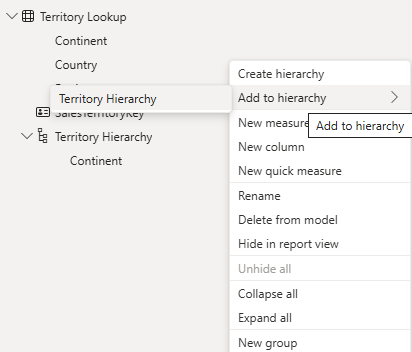 Territory Lookup
Continent
Country
Territory Hierarchy
SalesTerritoryKey
Territory Hierarchy
Continent
Create hierarchy
Add to hierarchy
New measure
Add to hierarchy
New column
New quick measure
Rename
Delete from model
Hide in report view
Unhide all
Collapse all
Expand all
New group